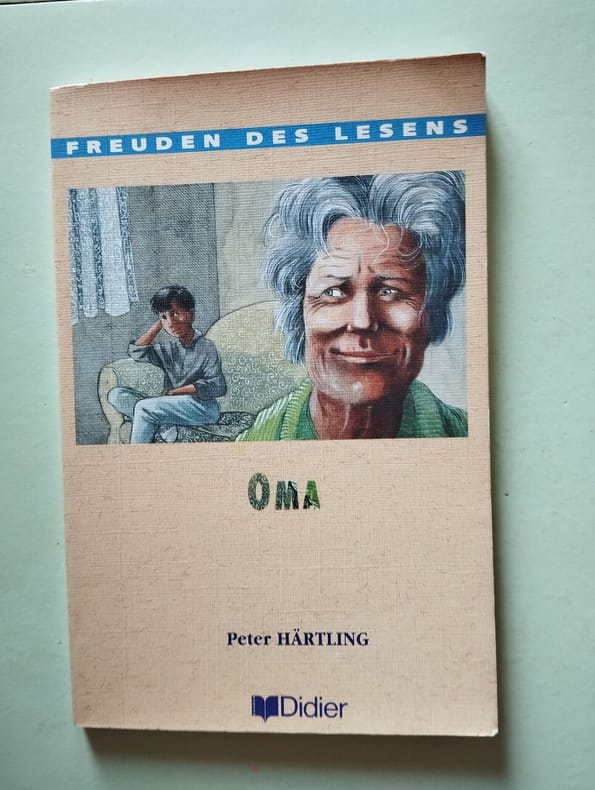 FREUDEN DES LESENS
OMA
Peter HÄRTLING
Didier